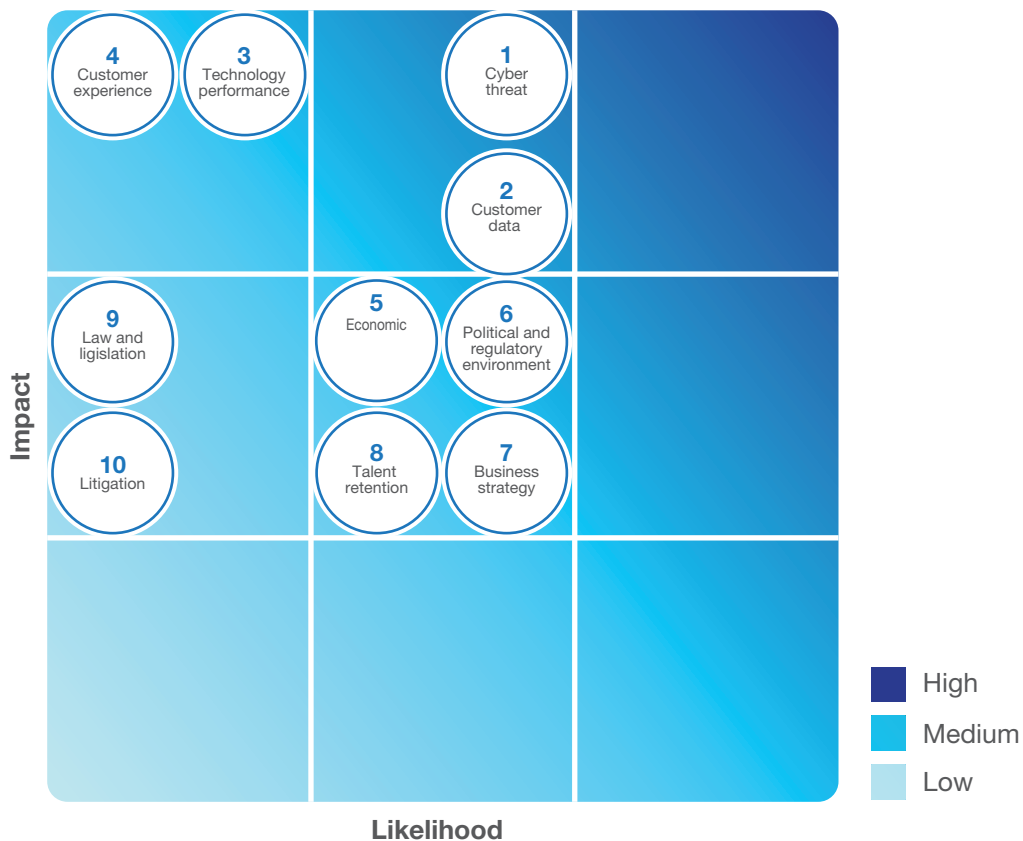 4
Customer
experience
3
Technology
performance
1
Cyber
threat
2
Customer
data
9
Law and
ligislation
5
Economic
6
Political and
regulatory
environment
10
Litigation
8
Talent
retention
7
Business
strategy
Impact
Likelihood
High
Medium
Low